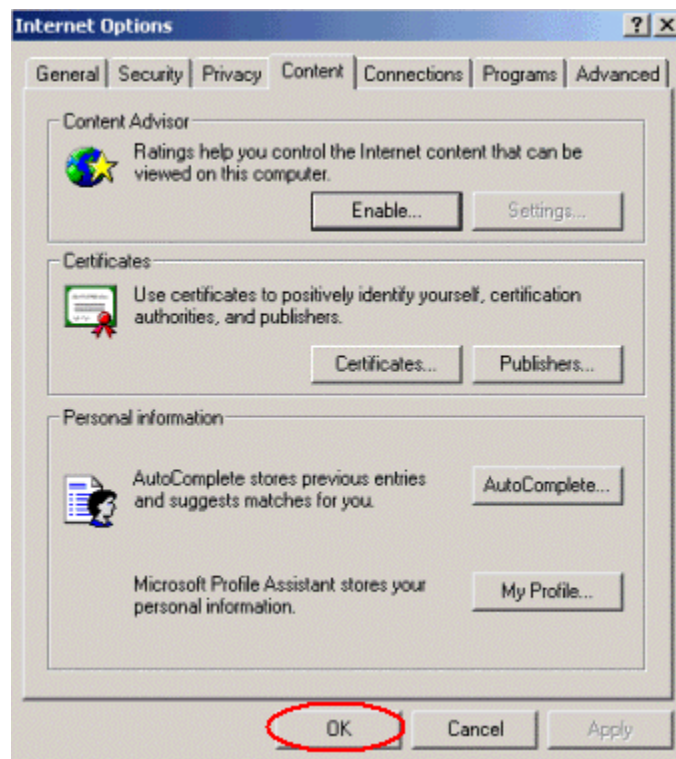 Internet Options
General Security Privacy Content Connections Programs Advanced
Content Advisor
Ratings help you control the Internet content that can be
viewed on this computer.
Enable... Settings...
Certificates
Use certificates to positively identify yourself, certification
authorities, and publishers.
Certificates... Publishers...
Personal information
AutoComplete stores previous entries
and suggests matches for you.
AutoComplete...
Microsoft Profile Assistant stores your
personal information.
My Profile...
OK Cancel Apply